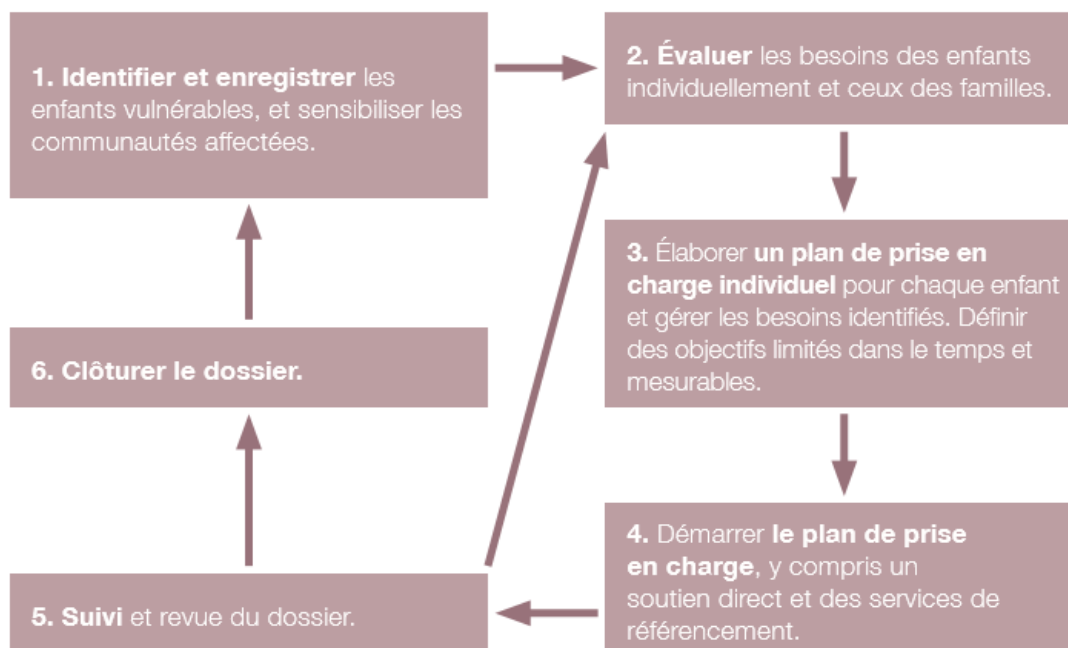 1. Identifier et enregistrer les
enfants vulnérables, et sensibiliser les
communautés affectées.
2. Évaluer les besoins des enfants
individuellement et ceux des familles.
3. Élaborer un plan de prise en
charge individuel pour chaque enfant
et gérer les besoins identifiés. Définir
des objectifs limités dans le temps et
mesurables.
4. Démarrer le plan de prise
en charge, y compris un
soutien direct et des services de
référencement.
5. Suivi et revue du dossier.
6. Clôturer le dossier.